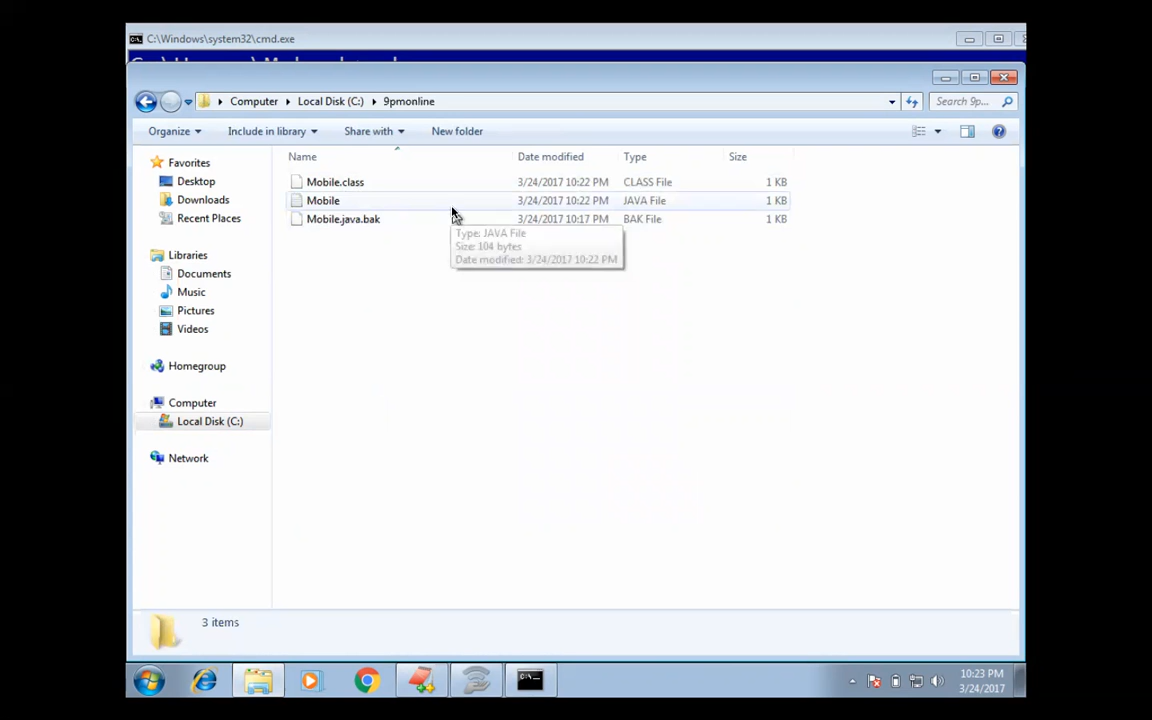 C:\Windows\system32\cmd.exe
Computer Local Disk (C:) 9pmonline
Search 9p...
Organize Include in library Share with New folder
Name Date modified Type Size
Favorites
Desktop
Downloads
Recent Places
Libraries
Documents
Music
Pictures
Videos
Homegroup
Computer
Local Disk (C:)
Network
Mobile.class 3/24/2017 10:22 PM CLASS File 1 KB
Mobile 3/24/2017 10:22 PM JAVA File 1 KB
Mobile.java.bak 3/24/2017 10:17 PM BAK File 1 KB
Type: JAVA File
Size: 104 bytes
Date modified: 3/24/2017 10:22 PM
3 items
C:\.
10:23 PM
3/24/2017